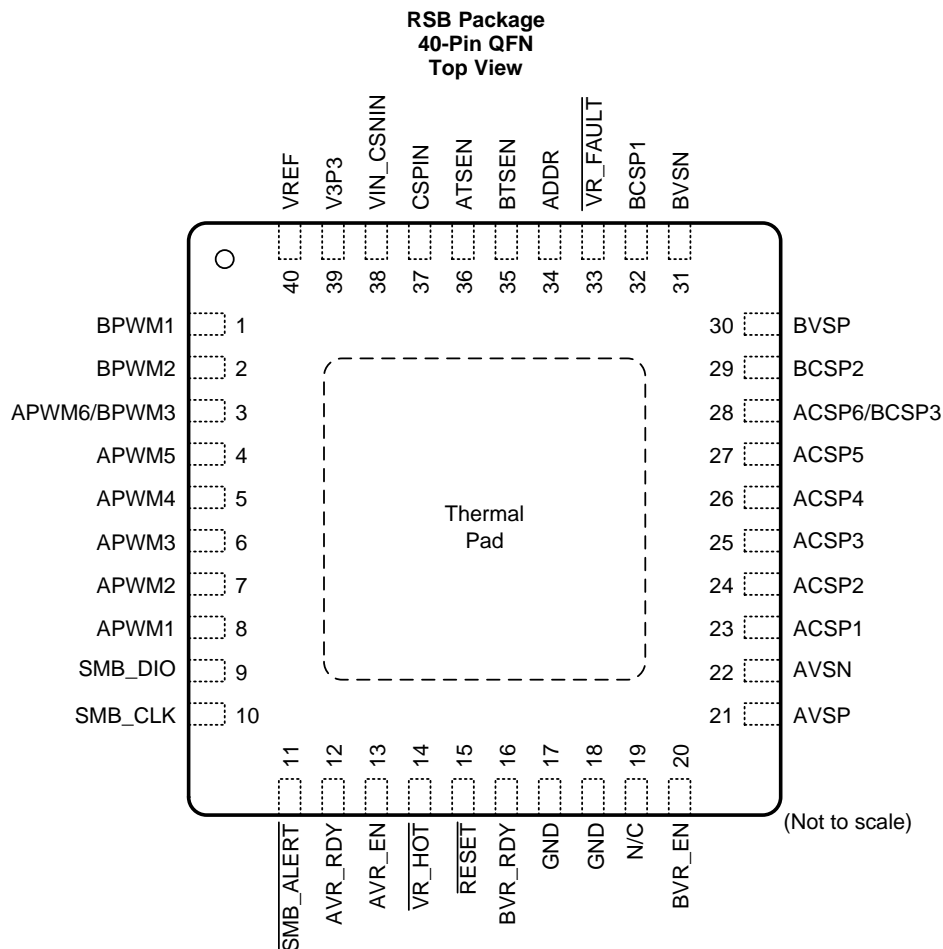 RSB Package
40-Pin QFN
Top View
VREF
V3P3
VIN_CSNIN
CSPIN
ATSEN
BTSEN
ADDR
VR_FAULT
BCSP1
BVSN
40
39
38
37
36
35
34
33
32
31
BPWM1 1
BPWM2 2
APWM6/BPWM3 3
APWM5 4
APWM4 5
APWM3 6
APWM2 7
APWM1 8
SMB_DIO 9
SMB_CLK 10
Thermal
Pad
30 BVSP
29 BCSP2
28 ACSP6/BCSP3
27 ACSP5
26 ACSP4
25 ACSP3
24 ACSP2
23 ACSP1
22 AVSN
21 AVSP
11
12
13
14
15
16
17
18
19
20
SMB_ALERT
AVR_RDY
AVR_EN
VR_HOT
RESET
BVR_RDY
GND
GND
N/C
BVR_EN
(Not to scale)